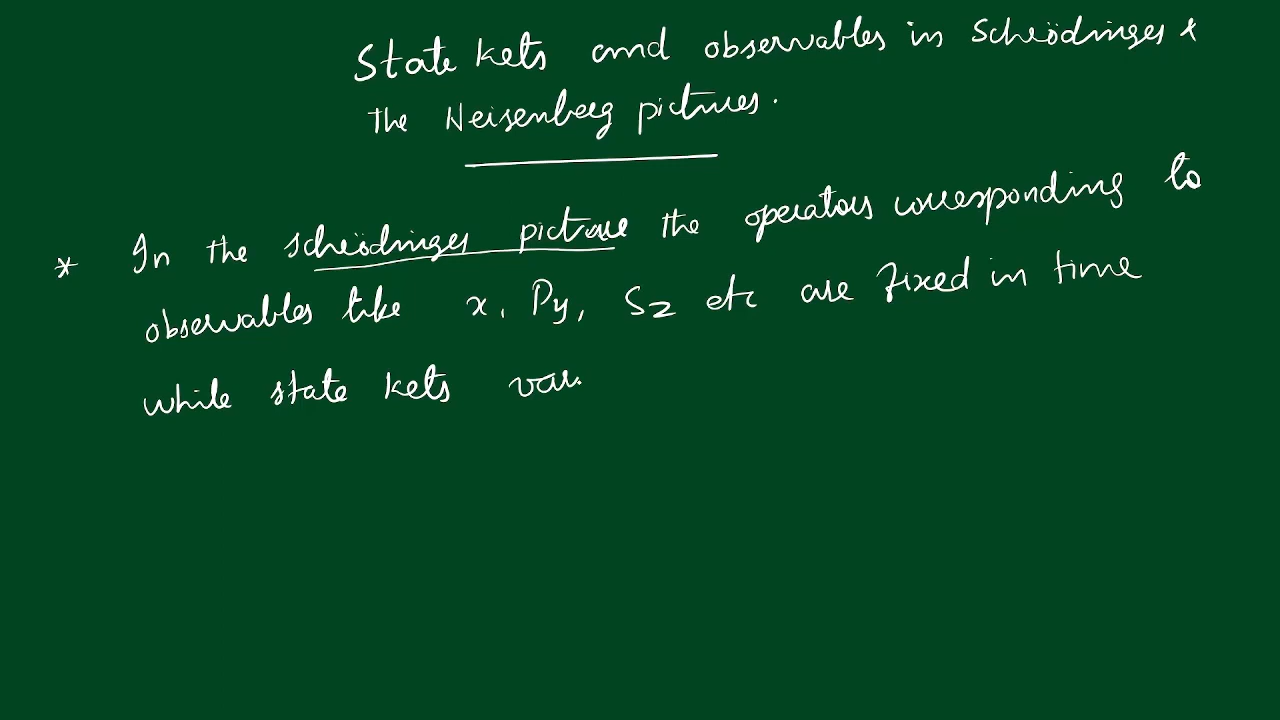 State kets and observables in Schrödinger &
the Heisenberg pictures.
* In the Schrödinger picture the operators corresponding to
observables like x, Py, Sz etc are fixed in time
while state kets var